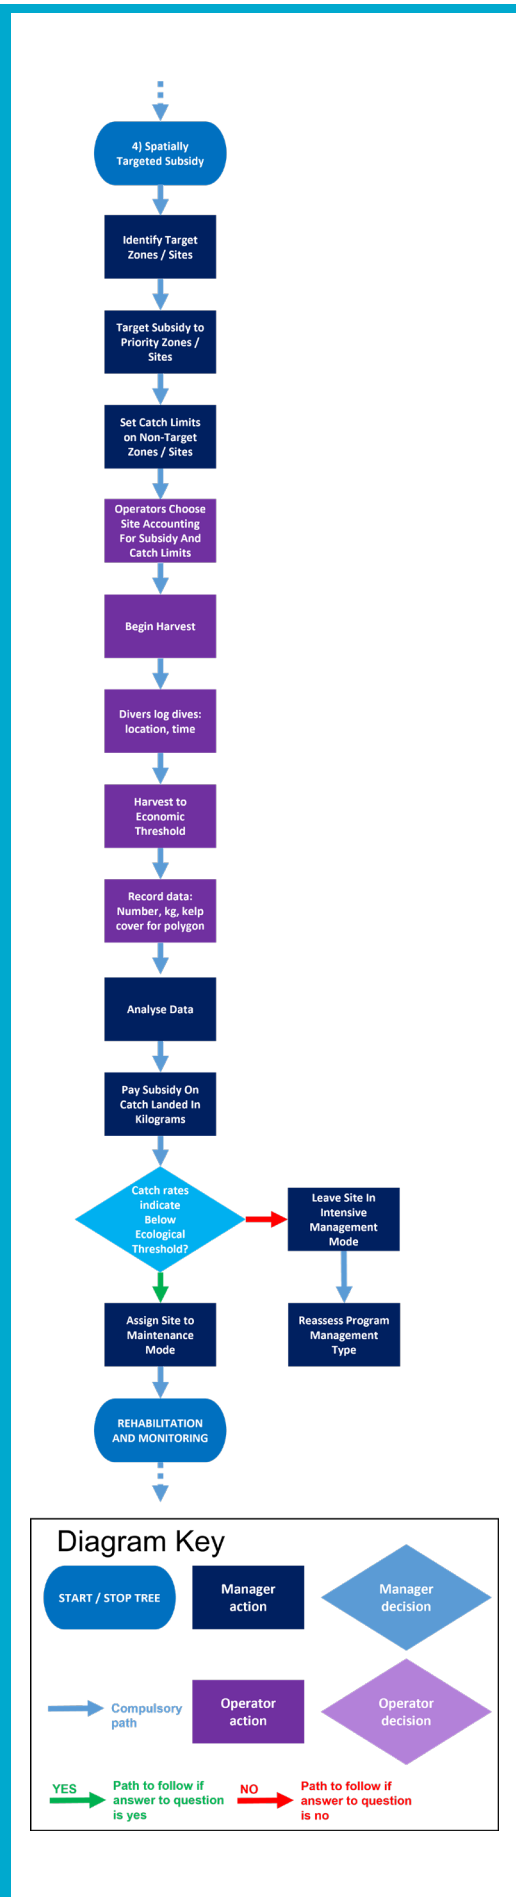 4) Spatially
Targeted Subsidy
Identify Target
Zones / Sites
Target Subsidy to
Priority Zones /
Sites
Set Catch Limits
on Non-Target
Zones / Sites
Operators Choose
Site Accounting
For Subsidy And
Catch Limits
Begin Harvest
Divers log dives:
location, time
Harvest to
Economic
Threshold
Record data:
Number, kg, kelp
cover for polygon
Analyse Data
Pay Subsidy On
Catch Landed In
Kilograms
Catch rates
indicate
Below
Ecological
Threshold?
Leave Site In
Intensive
Management
Mode
Assign Site to
Maintenance
Mode
Reassess Program
Management
Type
REHABILITATION
AND MONITORING
Diagram Key
START / STOP TREE
Manager
action
Manager
decision
Compulsory
path
Operator
action
Operator
decision
YES
Path to follow if
answer to question
is yes
NO
Path to follow if
answer to question
is no